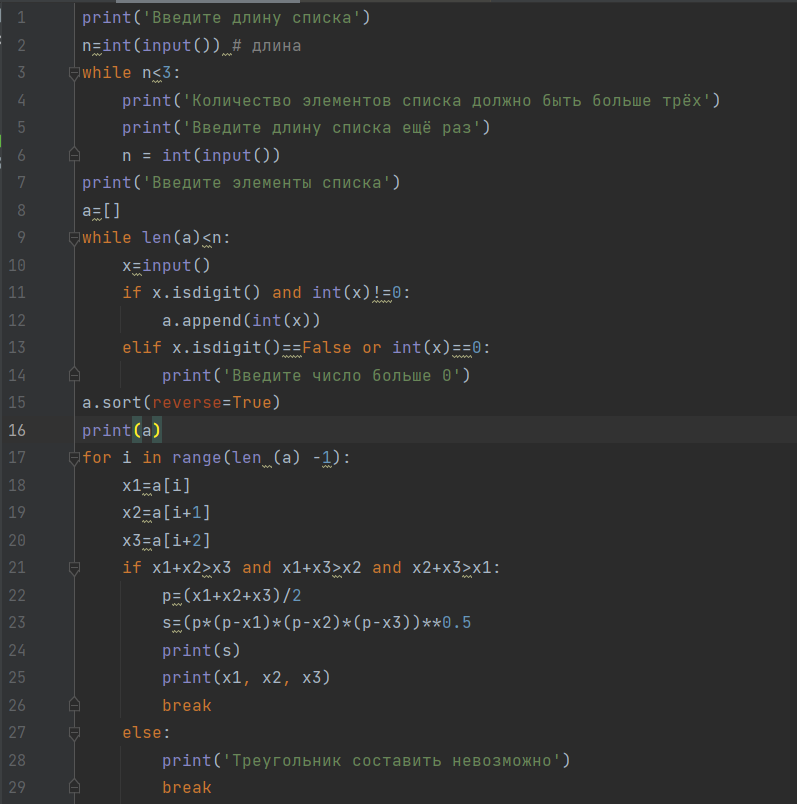 1 print('Введите длину списка')
2 n=int(input()) # длина
3 while n<3:
4     print('Количество элементов списка должно быть больше трёх')
5     print('Введите длину списка ещё раз')
6     n = int(input())
7 print('Введите элементы списка')
8 a=[]
9 while len(a)<n:
10     x=input()
11     if x.isdigit() and int(x)!=0:
12         a.append(int(x))
13     elif x.isdigit()==False or int(x)==0:
14         print('Введите число больше 0')
15 a.sort(reverse=True)
16 print(a)
17 for i in range(len (a) -1):
18     x1=a[i]
19     x2=a[i+1]
20     x3=a[i+2]
21     if x1+x2>x3 and x1+x3>x2 and x2+x3>x1:
22         p=(x1+x2+x3)/2
23         s=(p*(p-x1)*(p-x2)*(p-x3))**0.5
24         print(s)
25         print(x1, x2, x3)
26         break
27     else:
28         print('Треугольник составить невозможно')
29         break